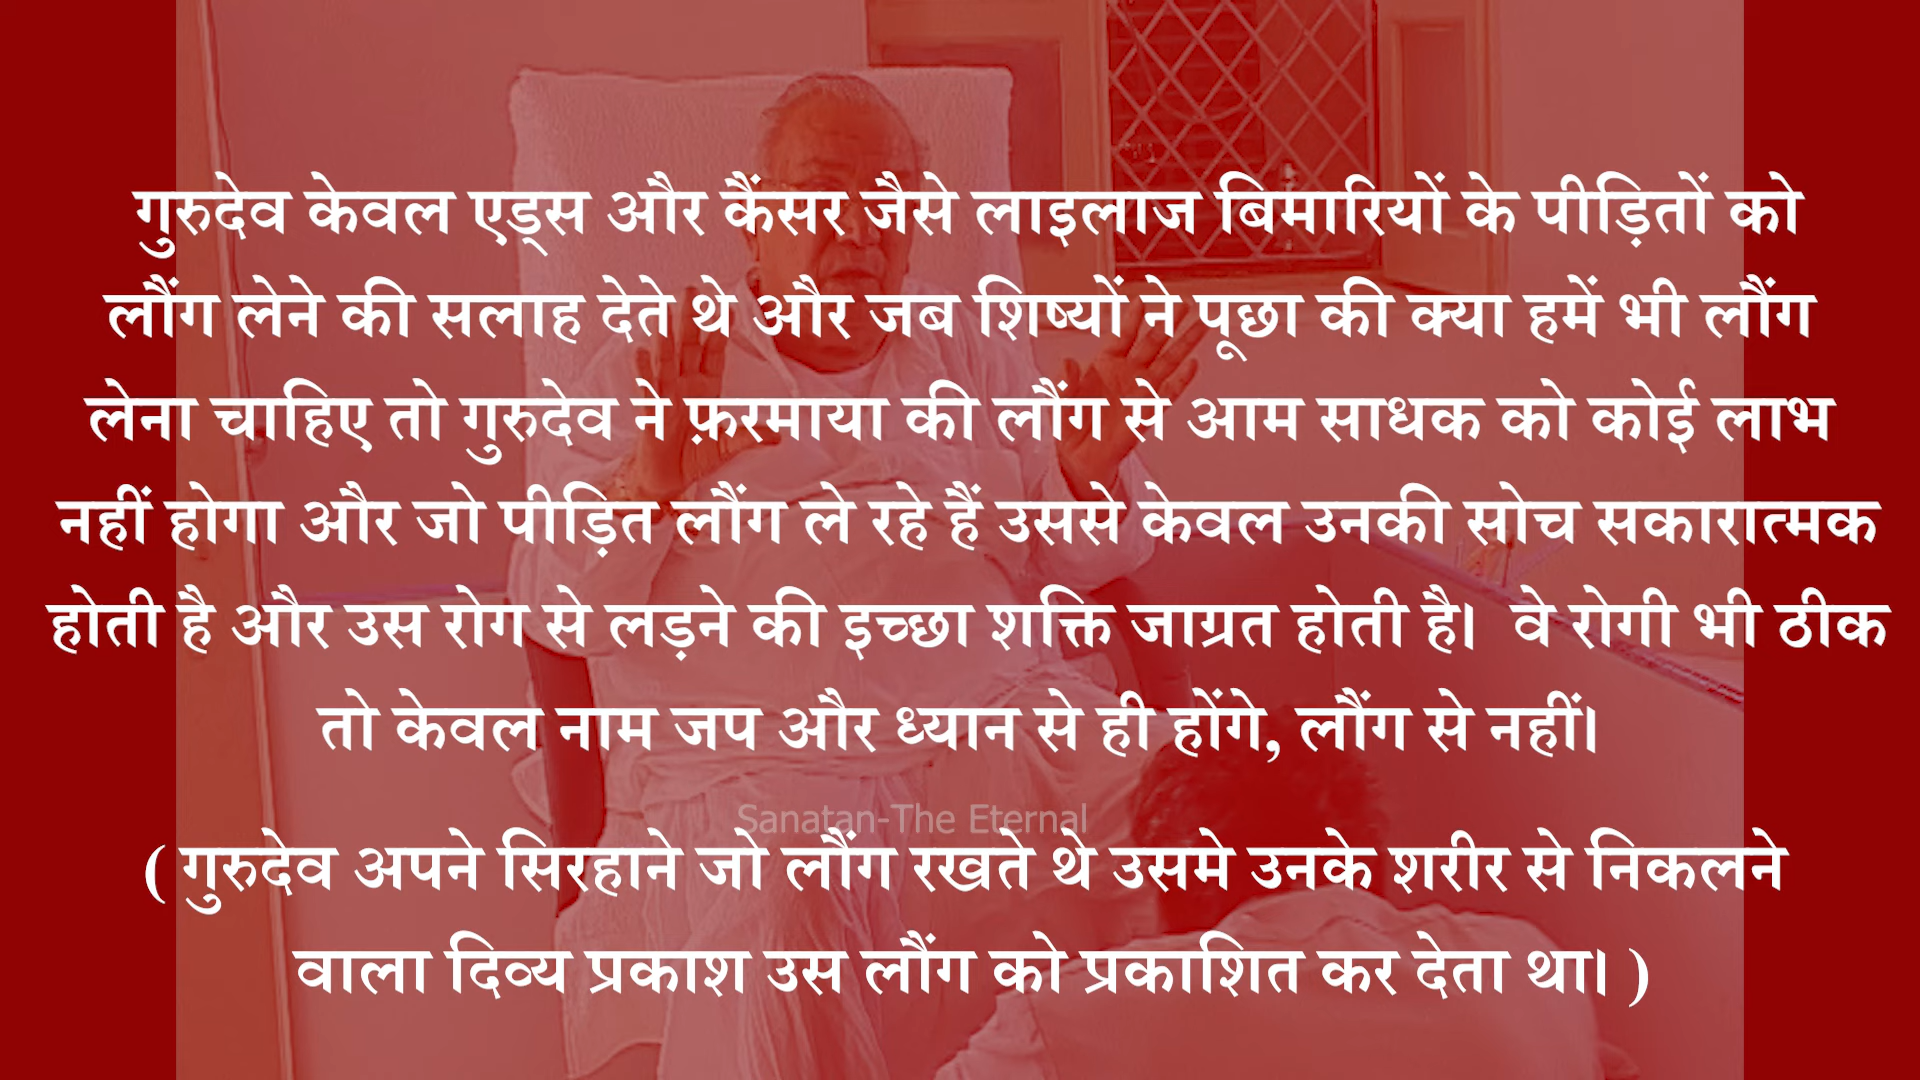 गुरुदेव केवल एड्स और कैंसर जैसे लाइलाज बिमारियों के पीड़ितों को
लौंग लेने की सलाह देते थे और जब शिष्यों ने पूछा की क्या हमें भी लौंग
लेना चाहिए तो गुरुदेव ने फ़रमाया की लौंग से आम साधक को कोई लाभ
नहीं होगा और जो पीड़ित लौंग ले रहे हैं उससे केवल उनकी सोच सकारात्मक
होती है और उस रोग से लड़ने की इच्छा शक्ति जाग्रत होती है। वे रोगी भी ठीक
तो केवल नाम जप और ध्यान से ही होंगे, लौंग से नहीं।
Sanatan-The Eternal
( गुरुदेव अपने सिरहाने जो लौंग रखते थे उसमे उनके शरीर से निकलने
वाला दिव्य प्रकाश उस लौंग को प्रकाशित कर देता था। )